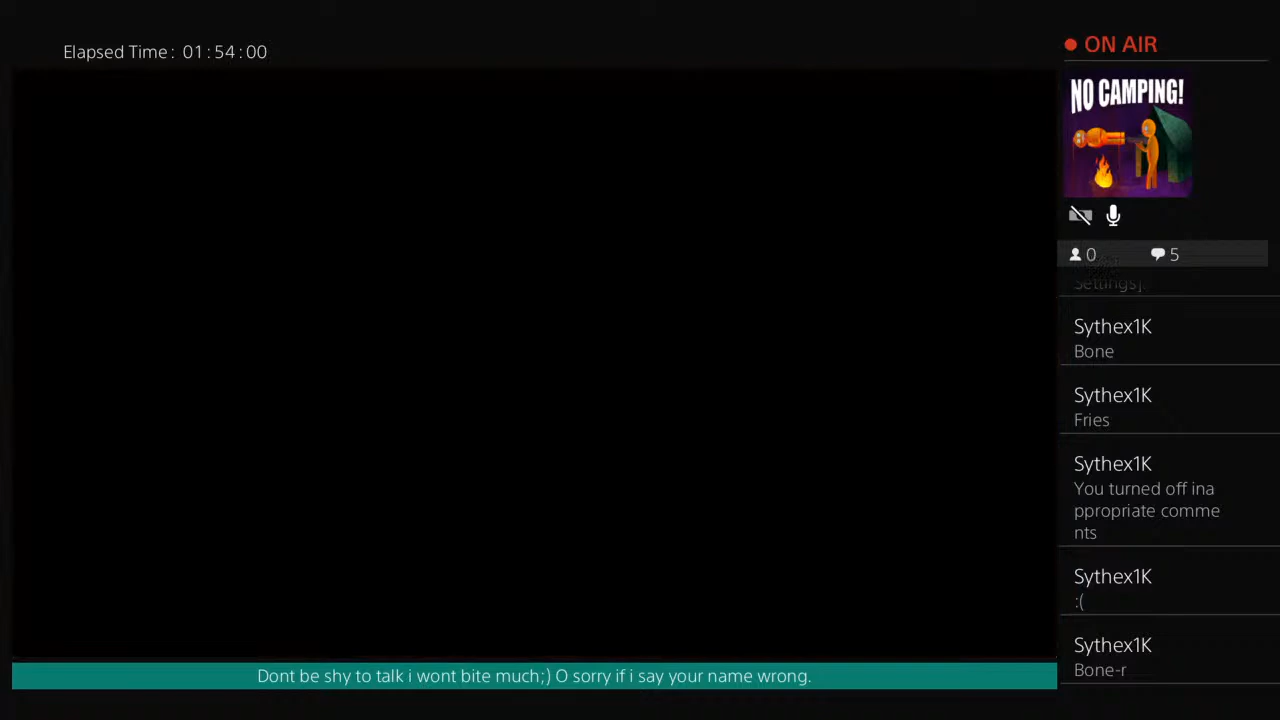 Elapsed Time: 01:54:00
ON AIR
NO CAMPING!
0 5
Settings].
Sythex1K
Bone
Sythex1K
Fries
Sythex1K
You turned off ina
ppropriate comme
nts
Sythex1K
:(
Sythex1K
Bone-r
Dont be shy to talk i wont bite much;) O sorry if i say your name wrong.